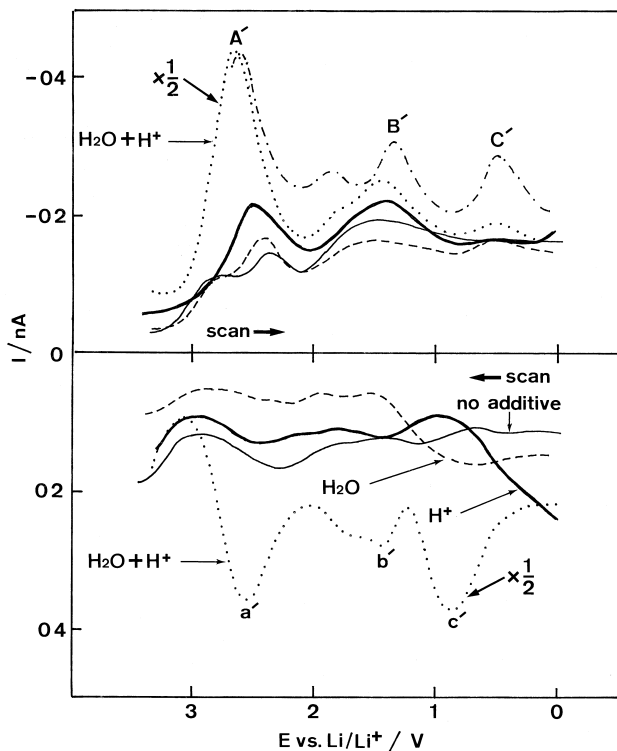 A′
×1/2
−04
H2O+H+
B′
C′
−02
scan →
I / nA
0
← scan
no additive
H2O
02
H+
H2O+H+
b′
×1/2
a′
c′
04
3 2 1 0
E vs. Li/Li+ / V